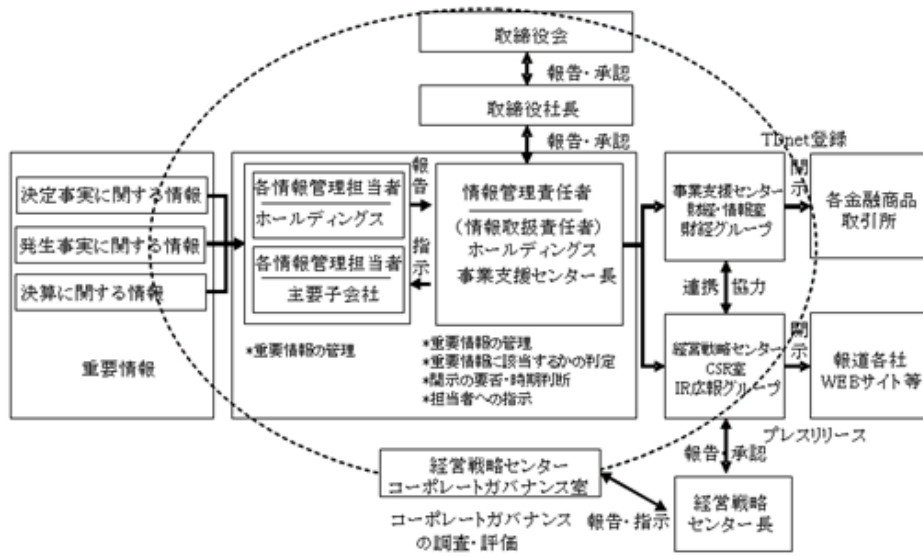 取締役会
報告・承認
取締役社長
報告・承認
TDnet登録
決定事実に関する情報
発生事実に関する情報
決算に関する情報
重要情報
各情報管理担当者
ホールディングス
各情報管理担当者
主要子会社
*重要情報の管理
報告
指示
情報管理責任者
(情報取扱責任者)
ホールディングス
事業支援センター長
*重要情報の管理
*重要情報に該当するかの判定
*開示の要否・時期判断
*担当者への指示
事業支援センター
財経・情報室
財経グループ
開示
各金融商品
取引所
連携 協力
経営戦略センター
CSR室
IR広報グループ
開示
報道各社
WEBサイト等
プレスリリース
報告・承認
経営戦略センター
コーポレートガバナンス室
コーポレートガバナンス
の調査・評価
報告・指示
経営戦略
センター長